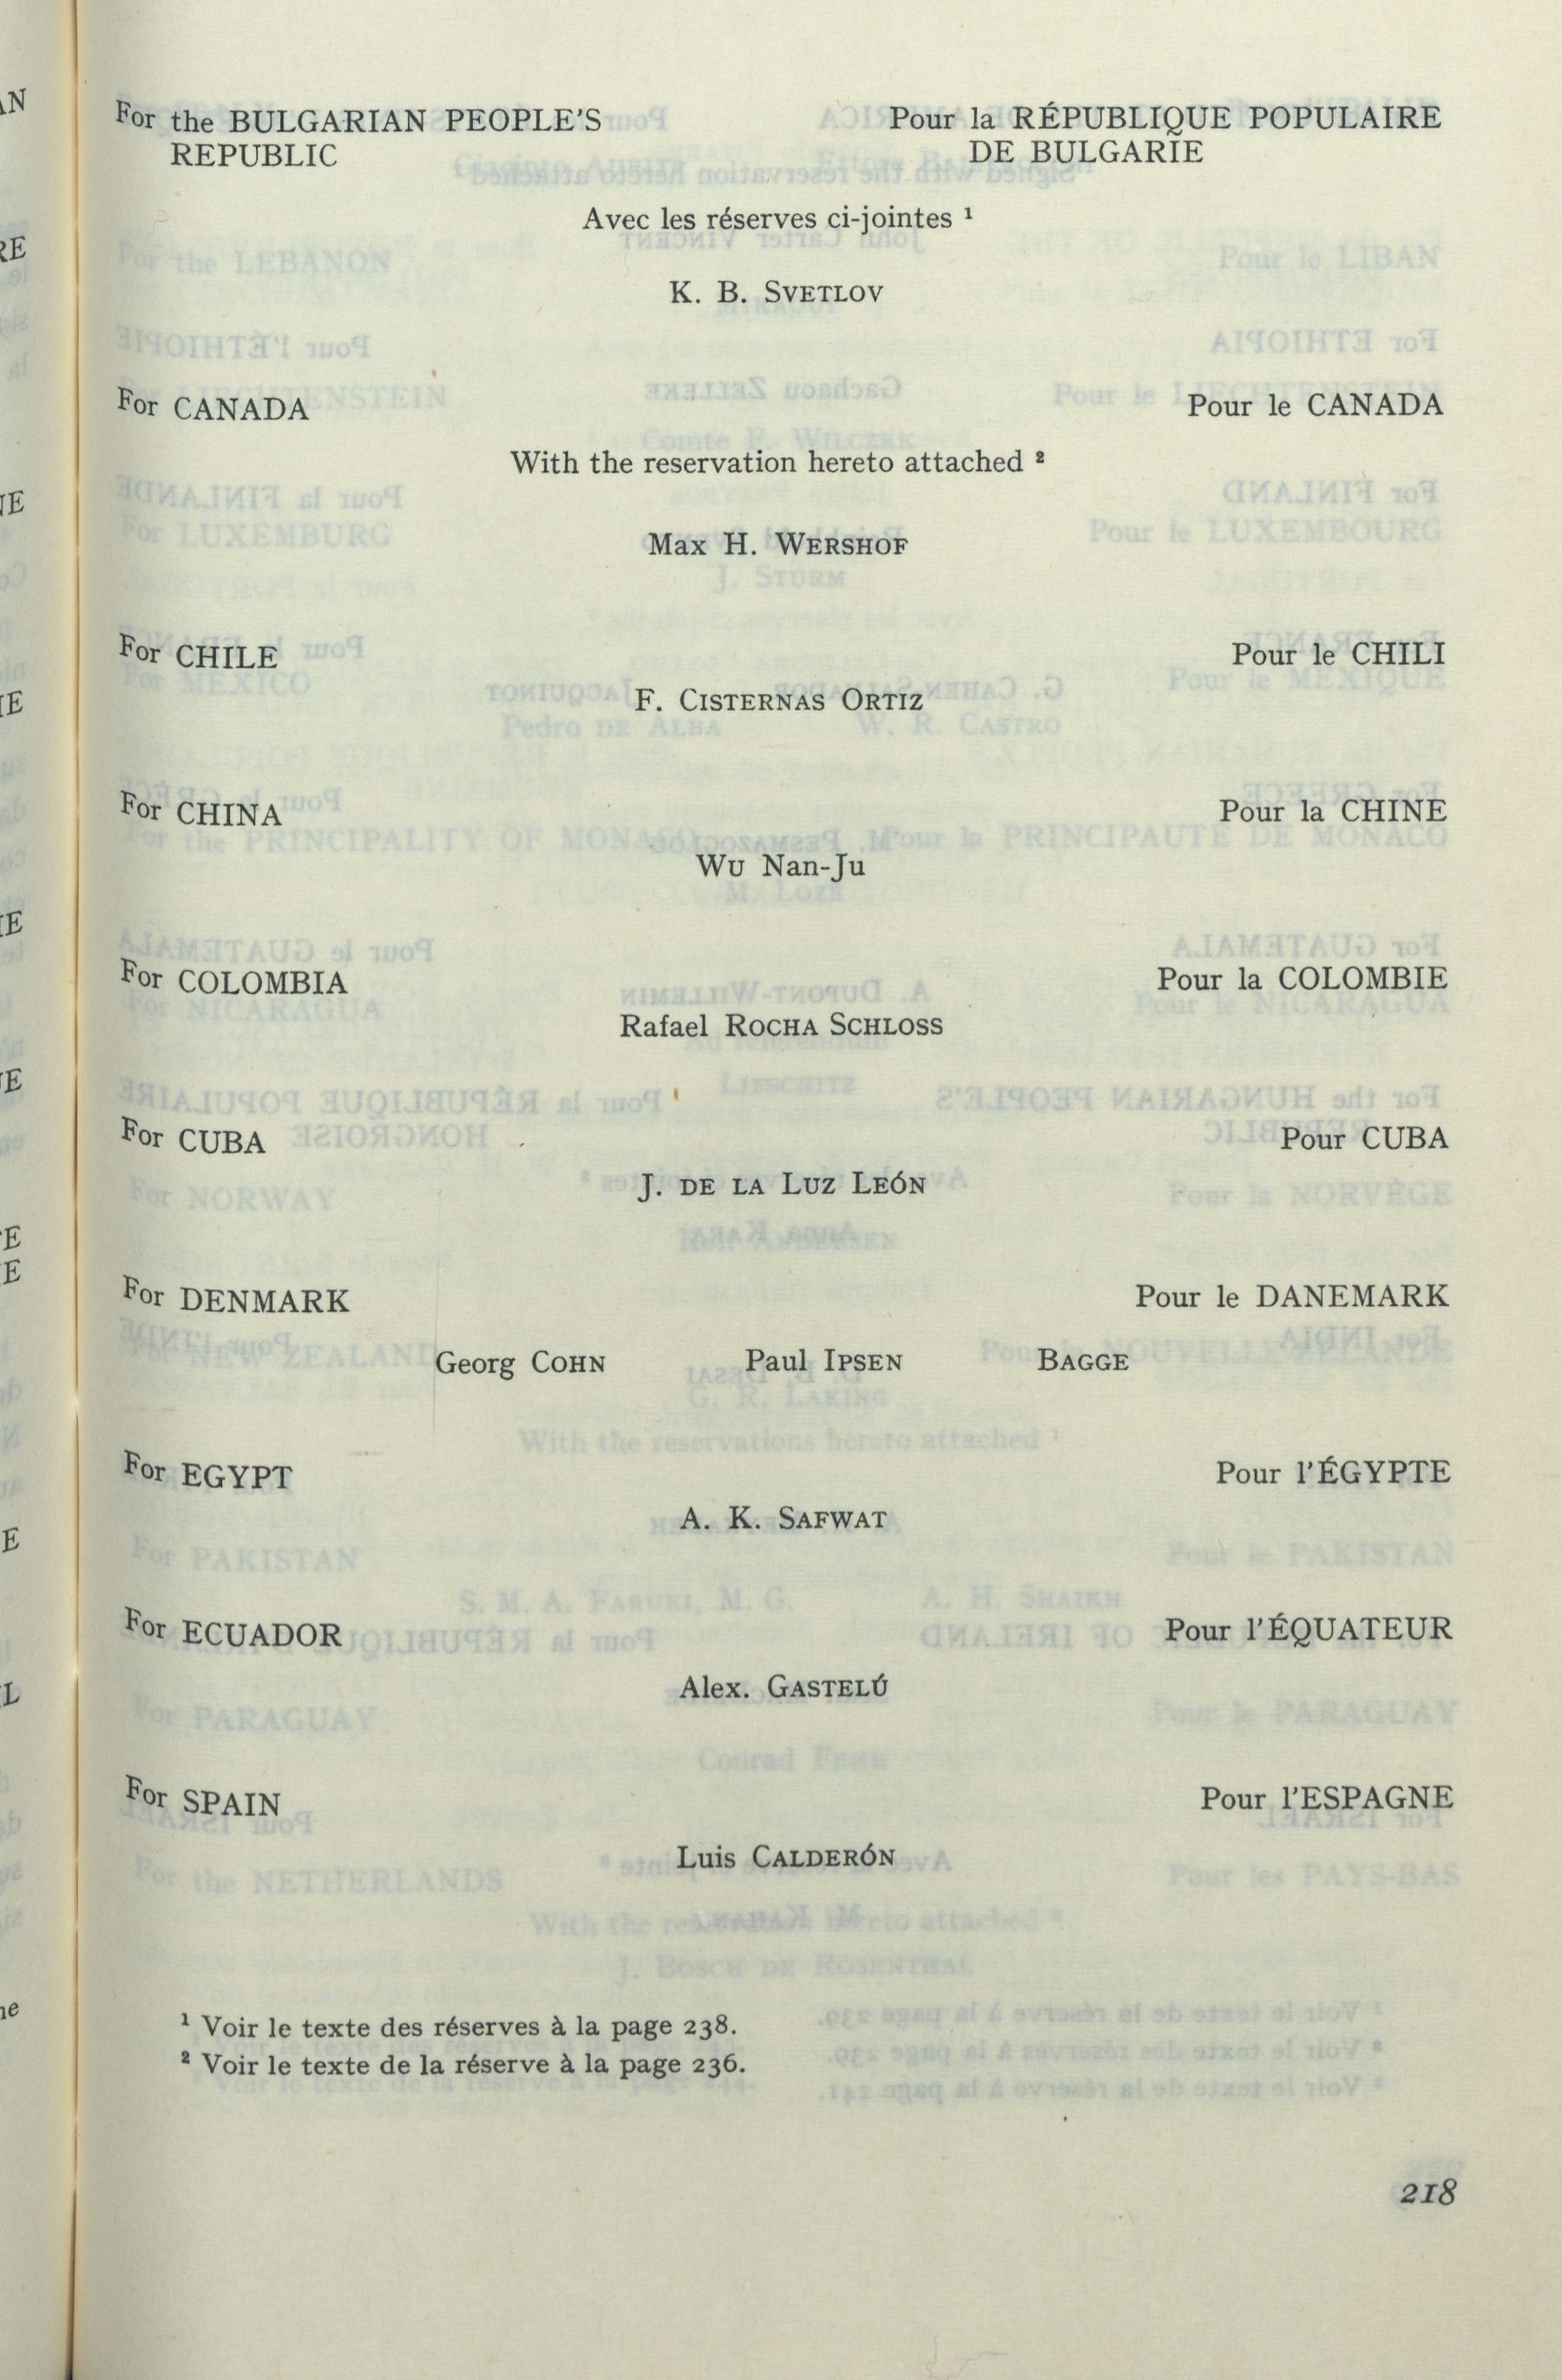 For the BULGARIAN PEOPLE'S Pour la RÉPUBLIQUE POPULAIRE
REPUBLIC DE BULGARIE
Avec les réserves ci-jointes ¹
K. B. SVETLOV
For CANADA Pour le CANADA
With the reservation hereto attached ²
Max H. WERSHOF
For CHILE Pour le CHILI
F. CISTERNAS ORTIZ
For CHINA Pour la CHINE
WU Nan-Ju
For COLOMBIA Pour la COLOMBIE
Rafael ROCHA SCHLOSS
For CUBA Pour CUBA
J. DE LA LUZ LEÓN
For DENMARK Pour le DANEMARK
Georg COHN Paul IPSEN BAGGE
For EGYPT Pour l'ÉGYPTE
A. K. SAFWAT
For ECUADOR Pour l'ÉQUATEUR
Alex. GASTELÚ
For SPAIN Pour l'ESPAGNE
Luis CALDERÓN
¹ Voir le texte des réserves à la page 238.
² Voir le texte de la réserve à la page 236.
218